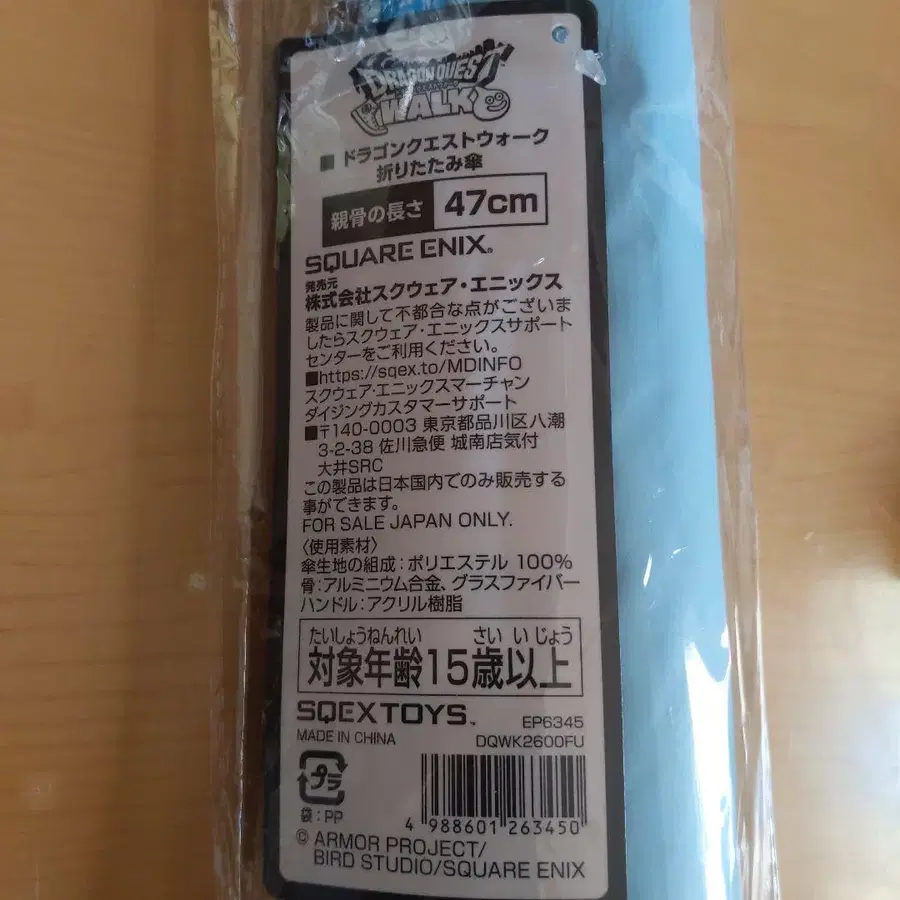 DRAGON QUEST
WALK
■ ドラゴンクエストウォーク
折りたたみ傘
親骨の長さ 47cm
SQUARE ENIX®
発売元
株式会社スクウェア・エニックス
製品に関して不都合な点がございま
したらスクウェア・エニックスサポート
センターをご利用ください。
■https://sqex.to/MDINFO
スクウェア・エニックスマーチャン
ダイジングカスタマーサポート
■〒140-0003 東京都品川区八潮
3-2-38 佐川急便 城南店気付
大井SRC
この製品は日本国内でのみ販売する
事ができます。
FOR SALE JAPAN ONLY.
〈使用素材〉
傘生地の組成:ポリエステル 100%
骨:アルミニウム合金、グラスファイバー
ハンドル:アクリル樹脂
たいしょうねんれい さい い じょう
対象年齢15歳以上
SQEX TOYS™ EP6345
MADE IN CHINA DQWK2600FU
プラ
袋:PP
4 988601 263450
© ARMOR PROJECT/
BIRD STUDIO/SQUARE ENIX